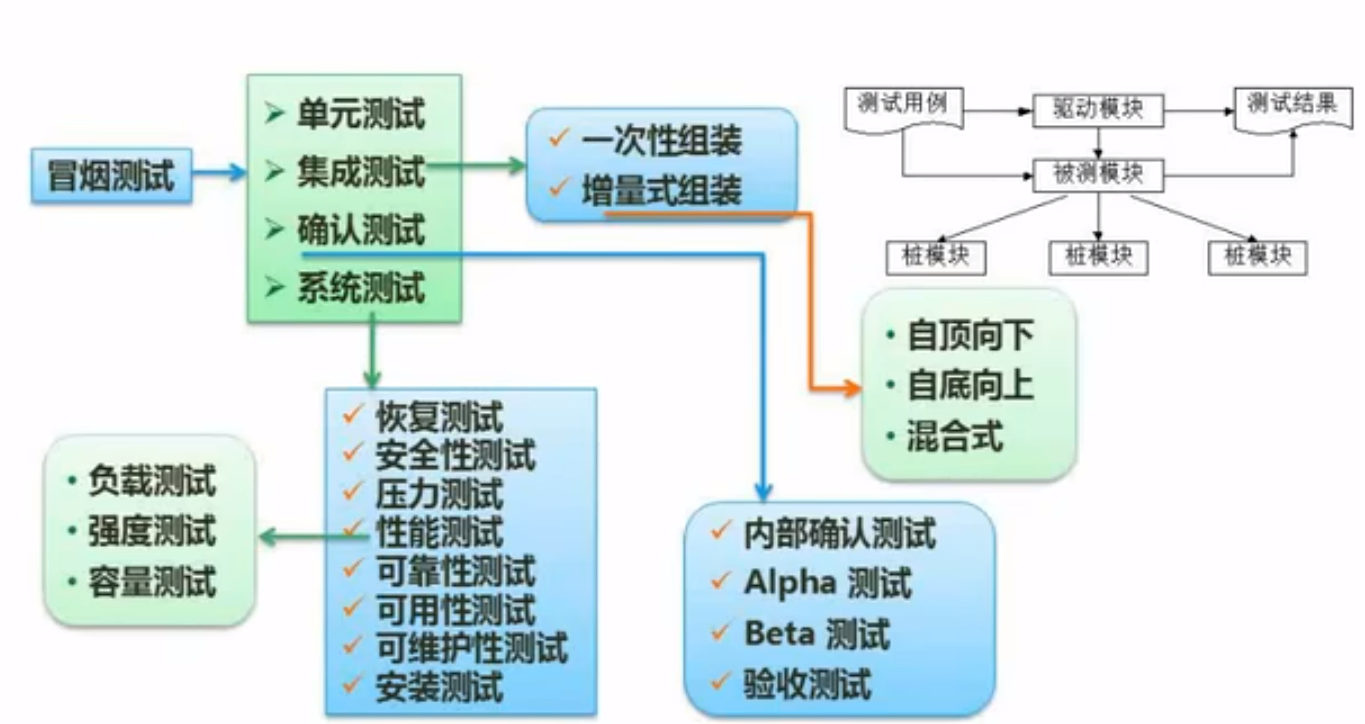 冒烟测试
单元测试
集成测试
确认测试
系统测试
一次性组装
增量式组装
测试用例
驱动模块
测试结果
被测模块
桩模块
桩模块
桩模块
自顶向下
自底向上
混合式
恢复测试
安全性测试
压力测试
性能测试
可靠性测试
可用性测试
可维护性测试
安装测试
负载测试
强度测试
容量测试
内部确认测试
Alpha 测试
Beta 测试
验收测试